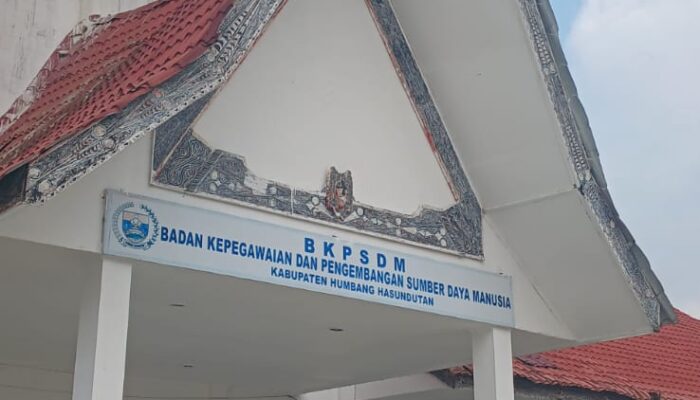 BKPSDM
BADAN KEPEGAWAIAN DAN PENGEMBANGAN SUMBER DAYA MANUSIA
KABUPATEN HUMBANG HASUNDUTAN